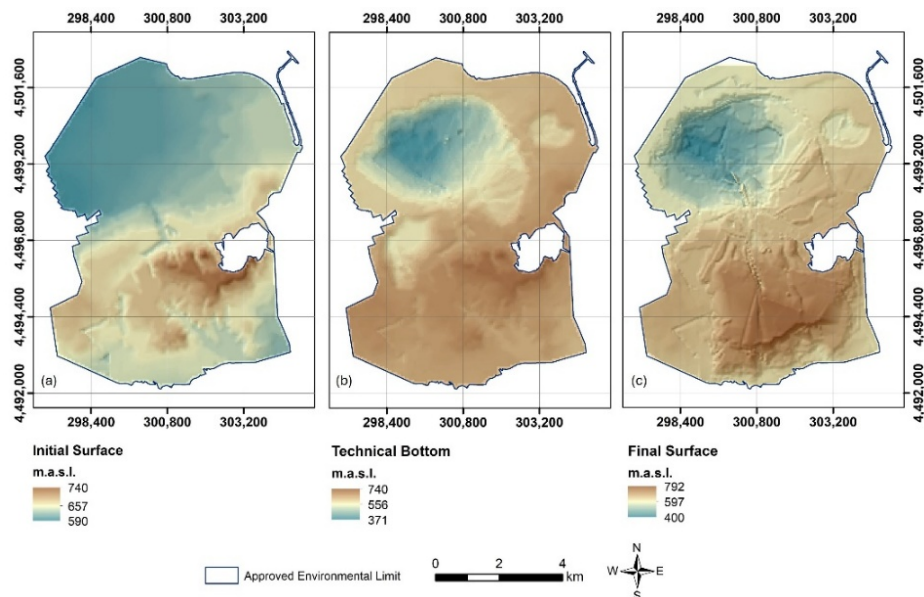 298,400 300,800 303,200 298,400 300,800 303,200 298,400 300,800 303,200
4,501,600 4,501,600
4,499,200 4,499,200
4,496,800 4,496,800
4,494,400 4,494,400
4,492,000 4,492,000
(a) (b) (c)
298,400 300,800 303,200 298,400 300,800 303,200 298,400 300,800 303,200
Initial Surface
m.a.s.l.
740
657
590
Technical Bottom
m.a.s.l.
740
556
371
Final Surface
m.a.s.l.
792
597
400
Approved Environmental Limit
0 2 4
km
N
W E
S